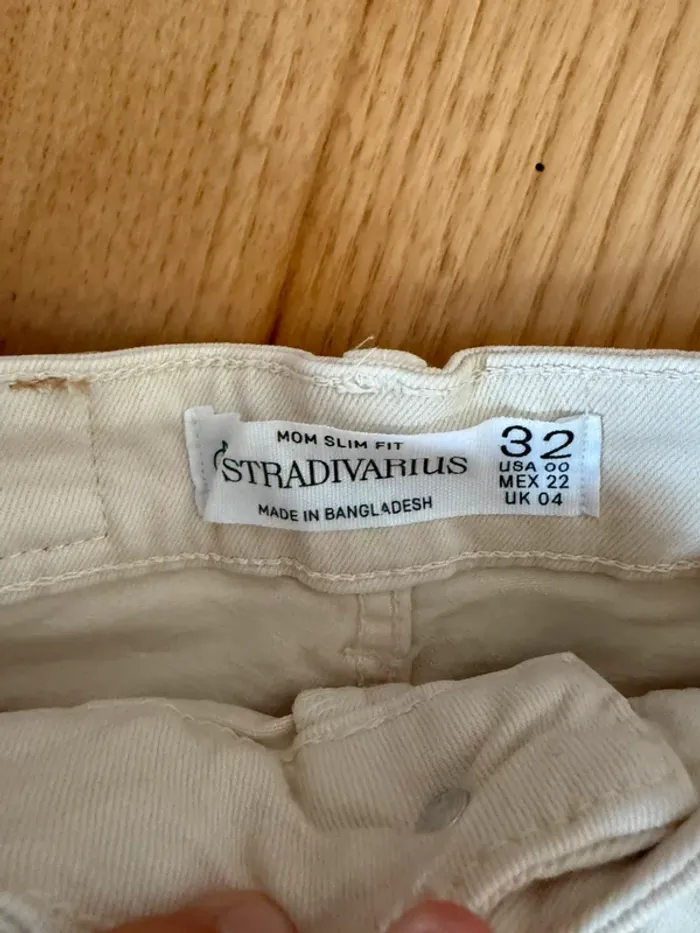 MOM SLIM FIT
STRADIVARIUS
MADE IN BANGLADESH
32
USA 00
MEX 22
UK 04